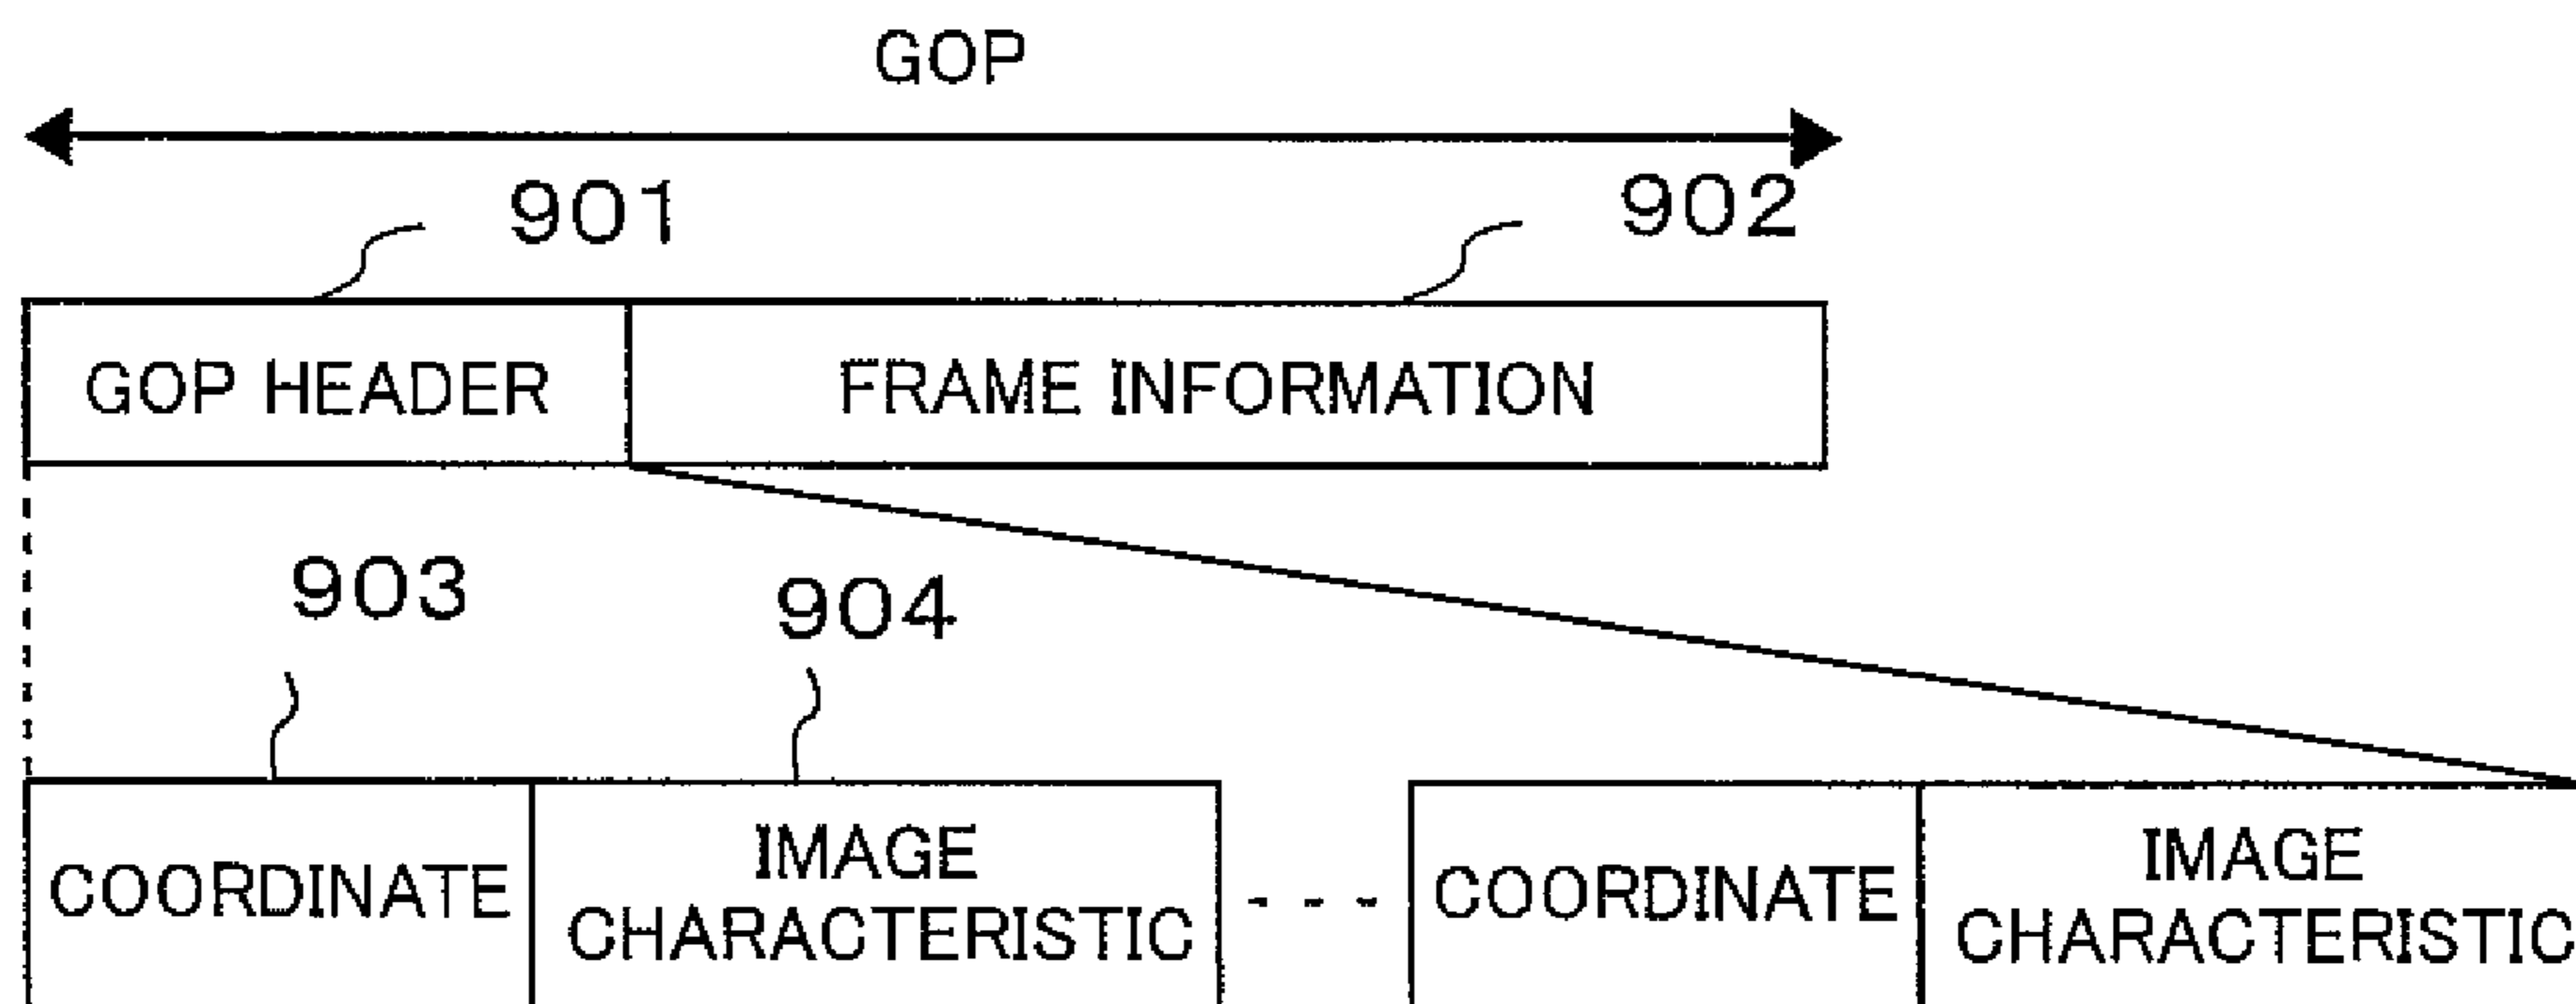 GOP
901
902
GOP HEADER
FRAME INFORMATION
903
904
COORDINATE
IMAGE
CHARACTERISTIC
- - -
COORDINATE
IMAGE
CHARACTERISTIC